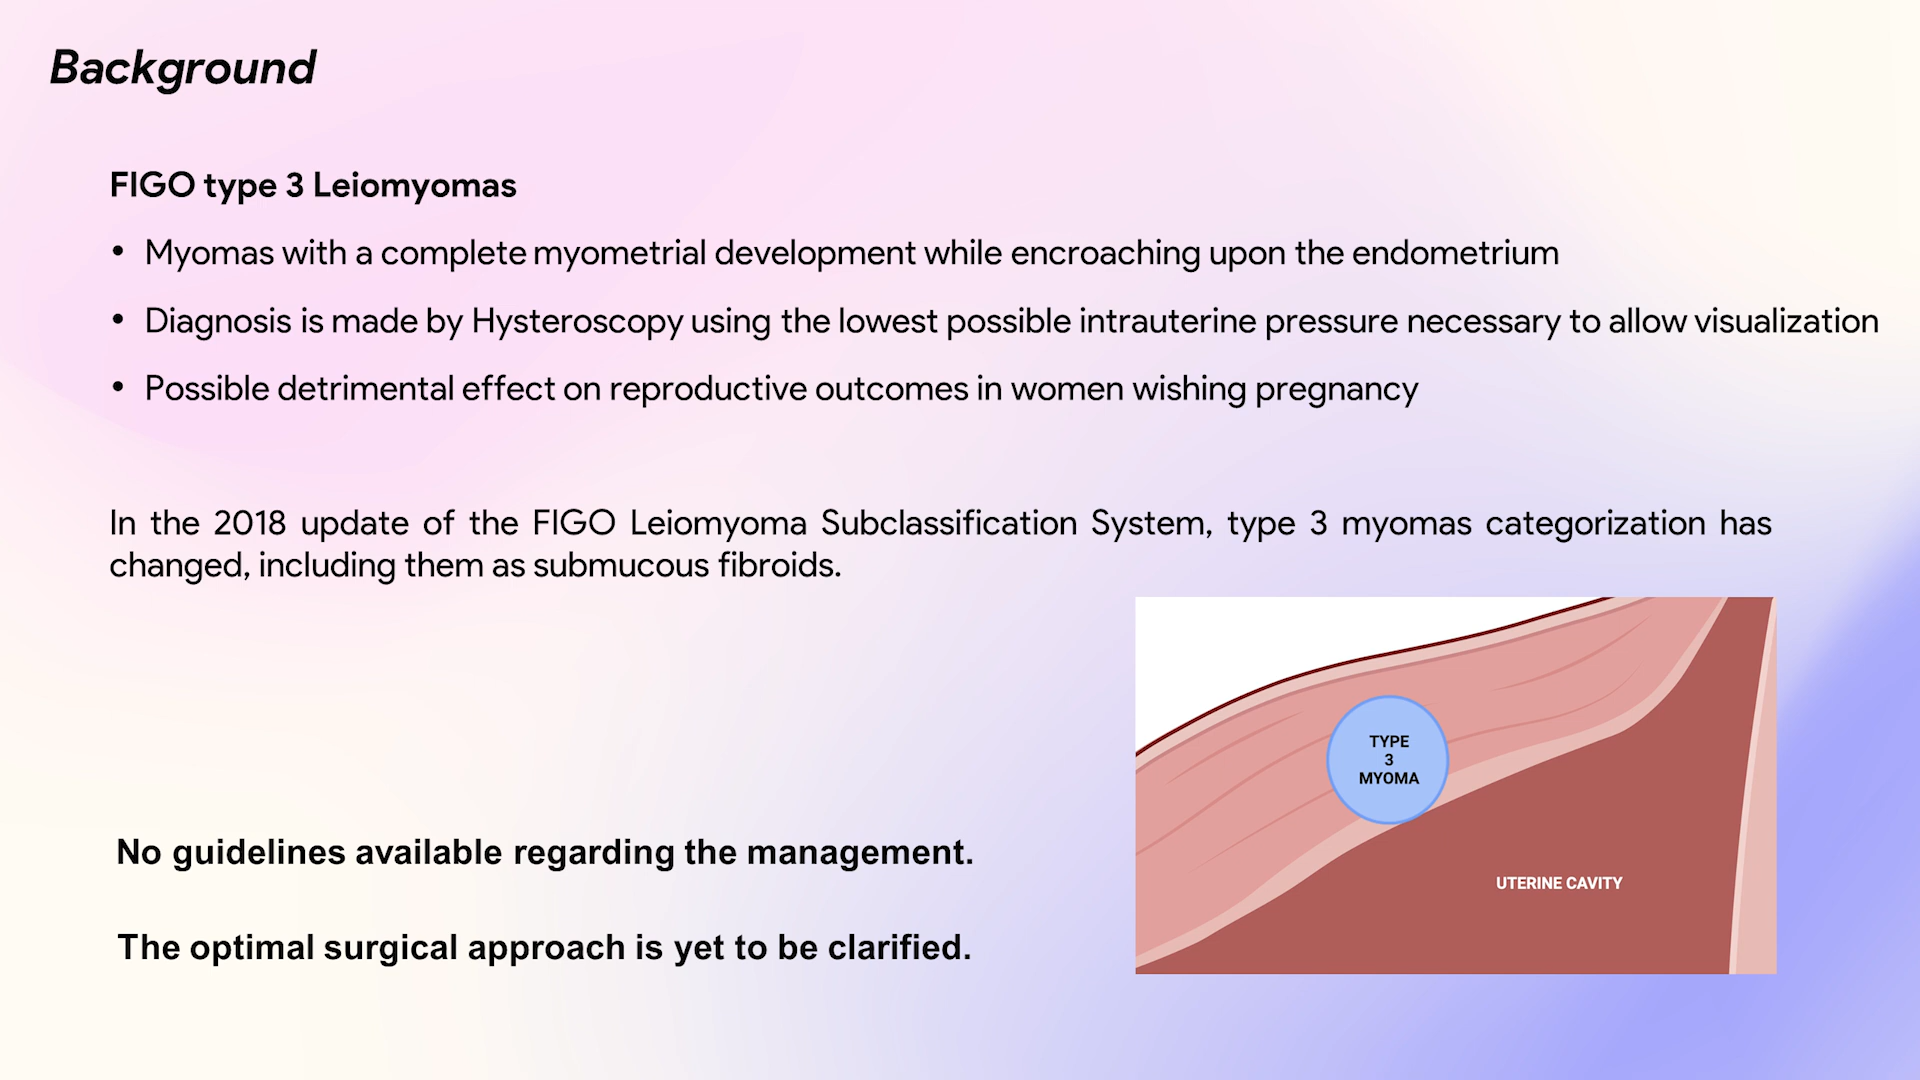 Background
FIGO type 3 Leiomyomas
• Myomas with a complete myometrial development while encroaching upon the endometrium
• Diagnosis is made by Hysteroscopy using the lowest possible intrauterine pressure necessary to allow visualization
• Possible detrimental effect on reproductive outcomes in women wishing pregnancy
In the 2018 update of the FIGO Leiomyoma Subclassification System, type 3 myomas categorization has
changed, including them as submucous fibroids.
TYPE
3
MYOMA
UTERINE CAVITY
No guidelines available regarding the management.
The optimal surgical approach is yet to be clarified.